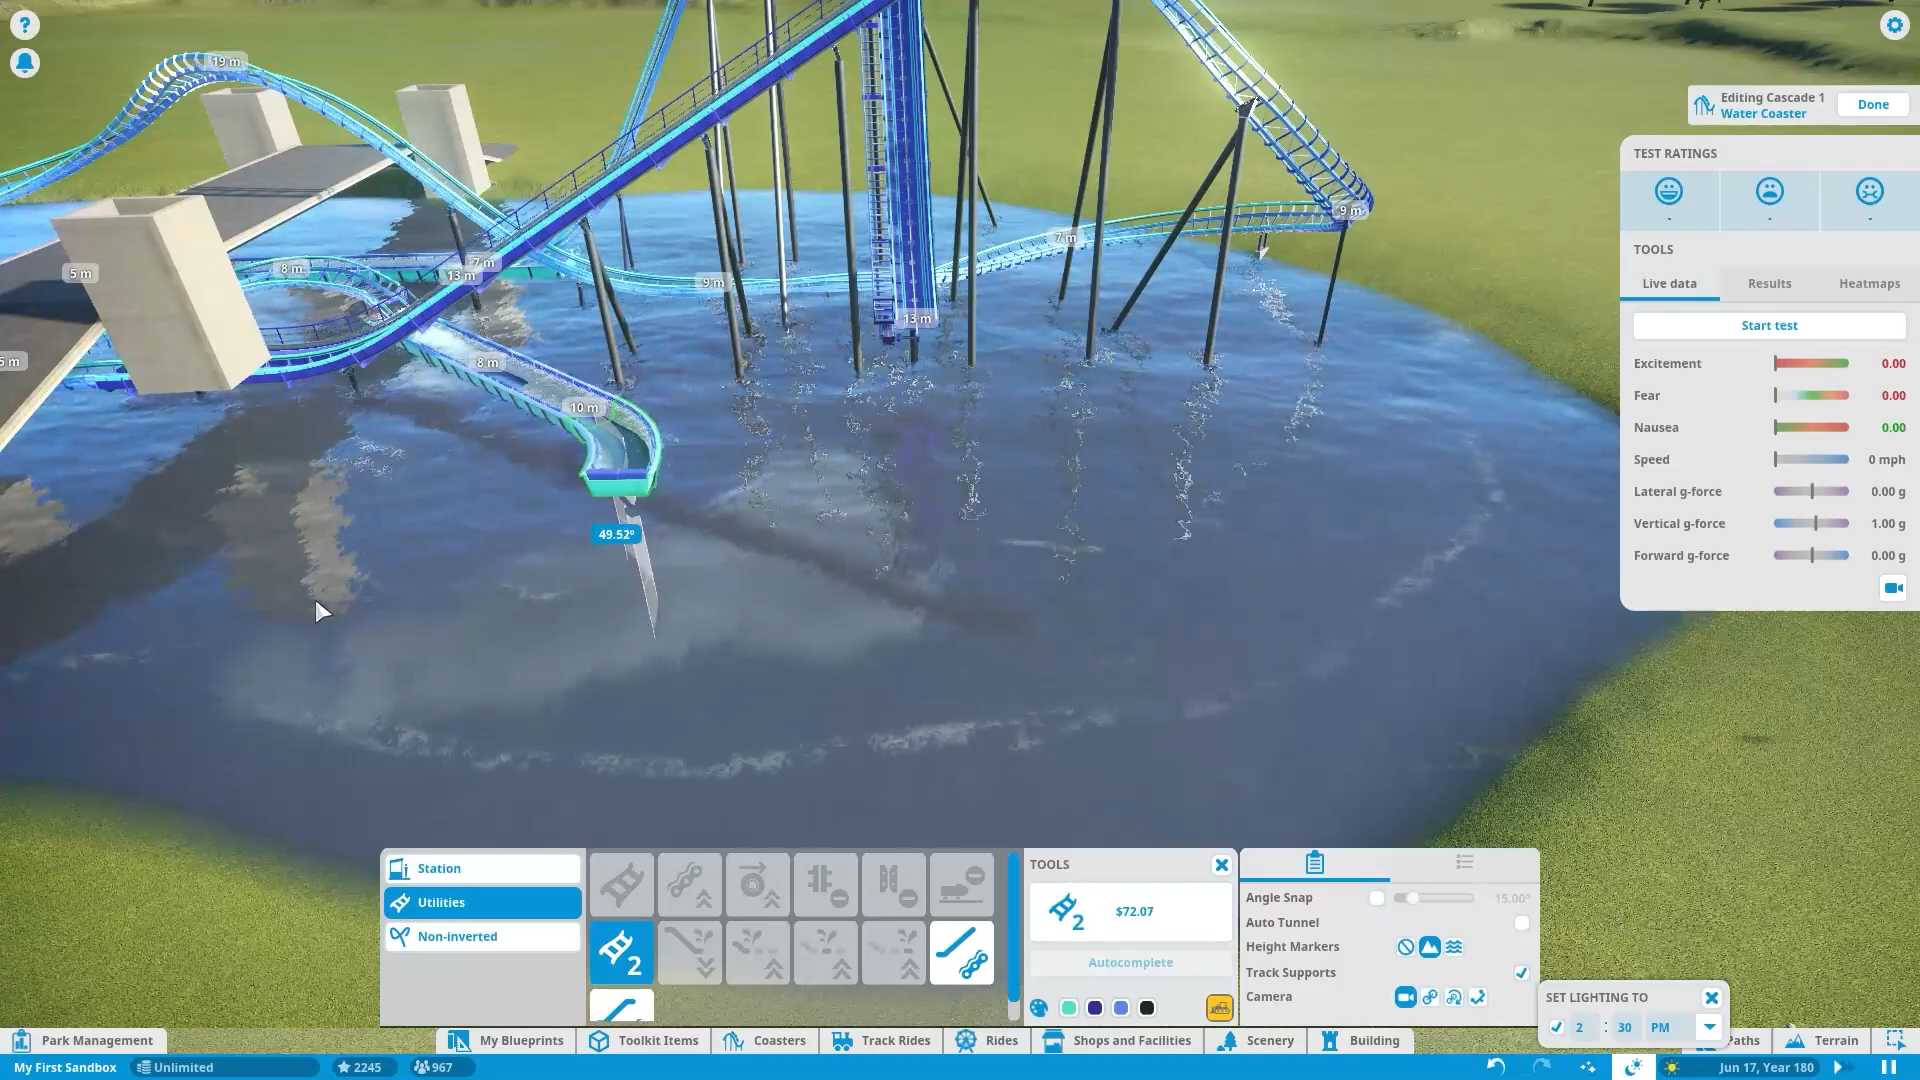 ?
19 m
Editing Cascade 1
Water Coaster
Done
TEST RATINGS
- - -
TOOLS
Live data Results Heatmaps
Start test
Excitement 0.00
Fear 0.00
Nausea 0.00
Speed 0 mph
Lateral g-force 0.00 g
Vertical g-force 1.00 g
Forward g-force 0.00 g
9 m
7 m
7 m
8 m
13 m
5 m
9 m
13 m
5 m
8 m
10 m
49.52°
Station
Utilities
Non-inverted
2
TOOLS
2 $72.07
Autocomplete
Angle Snap 15.00°
Auto Tunnel
Height Markers
Track Supports
Camera
SET LIGHTING TO
2 : 30 PM
Park Management
My Blueprints
Toolkit Items
Coasters
Track Rides
Rides
Shops and Facilities
Scenery
Building
Paths
Terrain
My First Sandbox
Unlimited
2245
967
Jun 17, Year 180